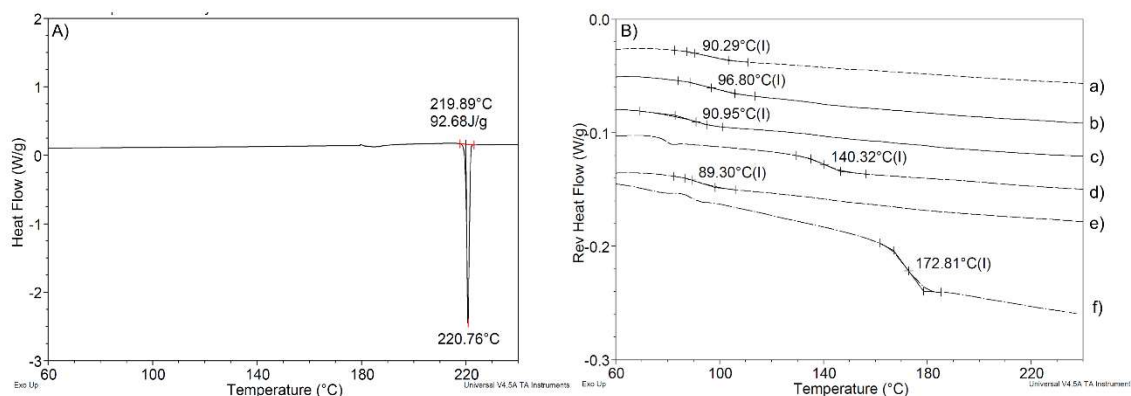 A)
2
1
0
-1
-2
-3
Heat Flow (W/g)
219.89°C
92.68J/g
220.76°C
60
100
140
180
220
Exo Up
Temperature (°C)
Universal V4.5A TA Instruments
B)
0.0
-0.1
-0.2
-0.3
Rev Heat Flow (W/g)
90.29°C(I)
a)
96.80°C(I)
b)
90.95°C(I)
c)
140.32°C(I)
d)
89.30°C(I)
e)
172.81°C(I)
f)
60
100
140
180
220
Exo Up
Temperature (°C)
Universal V4.5A TA Instrument